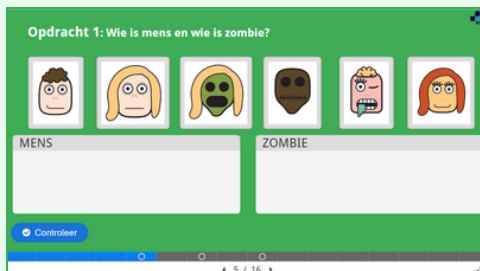 Opdracht 1: Wie is mens en wie is zombie?
MENS
ZOMBIE
Controleer
5 / 16